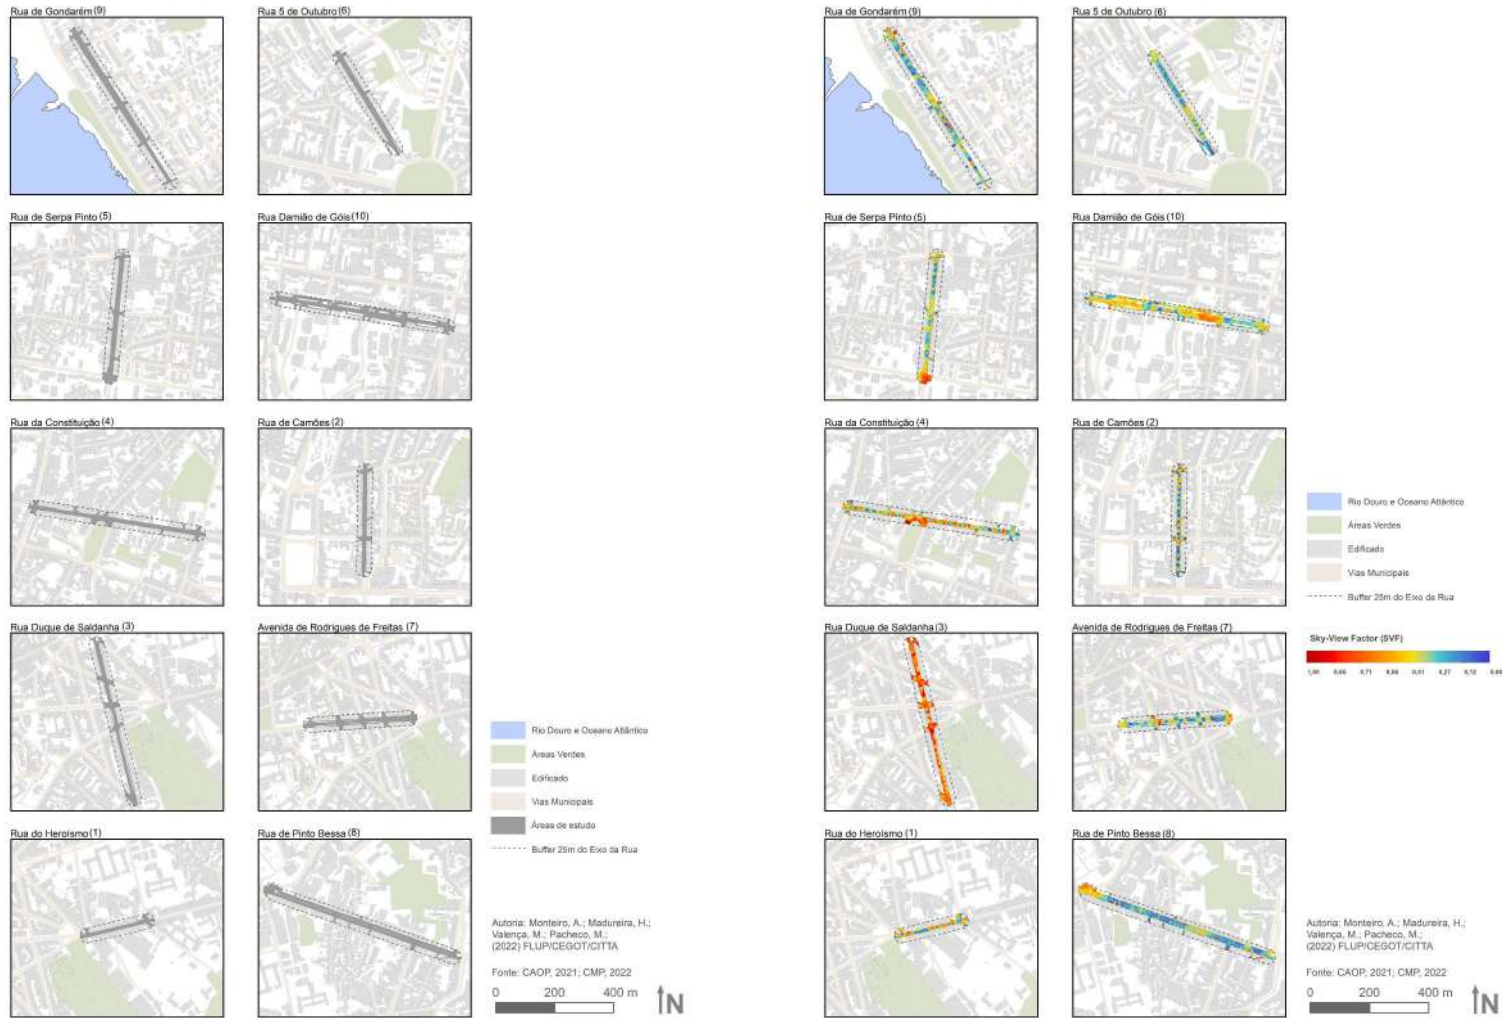 Rua de Gondarém (9)
Rua 5 de Outubro (6)
Rua de Serpa Pinto (5)
Rua Damião de Góis (10)
Rua da Constituição (4)
Rua de Camões (2)
Rua Duque de Saldanha (3)
Avenida de Rodrigues de Freitas (7)
Rua do Heroísmo (1)
Rua de Pinto Bessa (8)
Rio Douro e Oceano Atlântico
Áreas Verdes
Edificado
Vias Municipais
Áreas de estudo
Buffer 25m do Eixo da Rua
Autoria: Monteiro, A.; Madureira, H.;
Valença, M.; Pacheco, M.;
(2022) FLUP/CEGOT/CITTA
Fonte: CAOP, 2021; CMP, 2022
0 200 400 m
N
Rua de Gondarém (9)
Rua 5 de Outubro (6)
Rua de Serpa Pinto (5)
Rua Damião de Góis (10)
Rua da Constituição (4)
Rua de Camões (2)
Rua Duque de Saldanha (3)
Avenida de Rodrigues de Freitas (7)
Rua do Heroísmo (1)
Rua de Pinto Bessa (8)
Rio Douro e Oceano Atlântico
Áreas Verdes
Edificado
Vias Municipais
Buffer 25m do Eixo da Rua
Sky-View Factor (SVF)
1,00 0,71
Autoria: Monteiro, A.; Madureira, H.;
Valença, M.; Pacheco, M.;
(2022) FLUP/CEGOT/CITTA
Fonte: CAOP, 2021; CMP, 2022
0 200 400 m
N